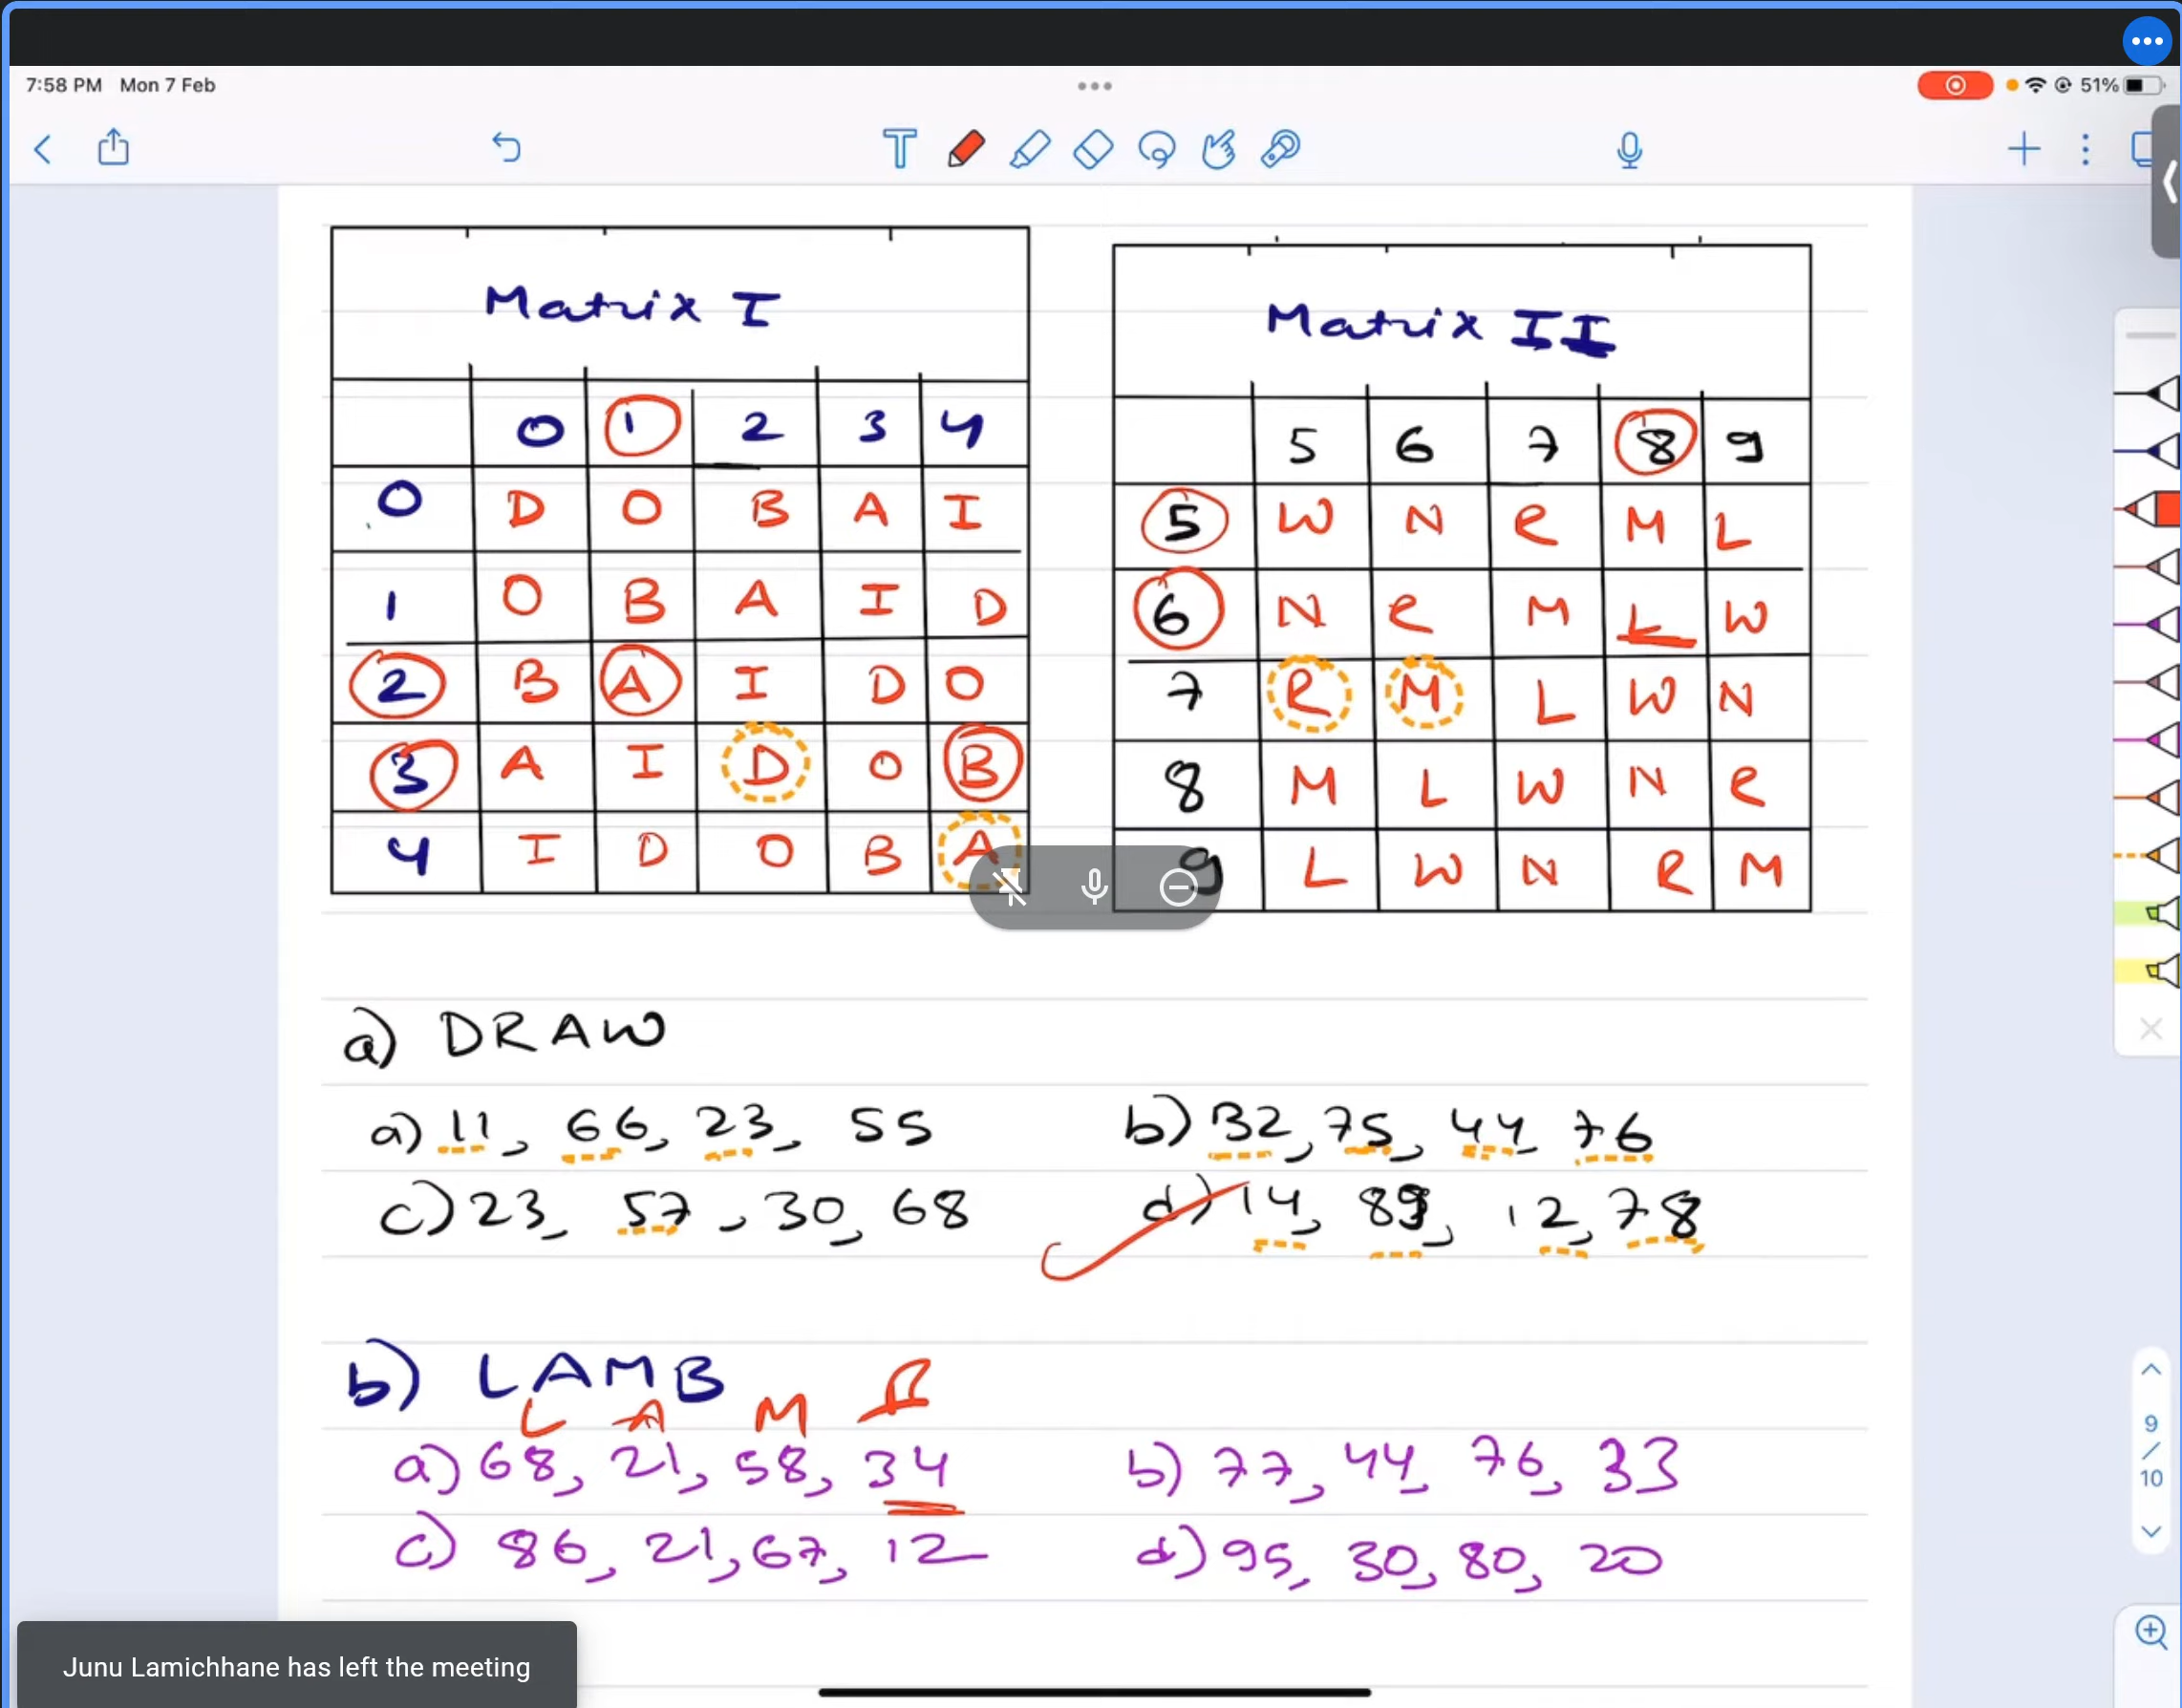 7:58 PM Mon 7 Feb
51%
T
Matrix I
0 1 2 3 4
0 D O B A I
1 O B A I D
2 B A I D O
3 A I D O B
4 I D O B A
Matrix II
5 6 7 8 9
5 W N R M L
6 N R M L W
7 R M L W N
8 M L W N R
9 L W N R M
a) DRAW
a) 11, 66, 23, 55 b) 32, 75, 44, 76
c) 23, 57, 30, 68 d) 14, 89, 12, 78
b) LAMB
L A M B
a) 68, 21, 58, 34 b) 77, 44, 76, 33
c) 86, 21, 67, 12 d) 95, 30, 80, 20
9
/
10
Junu Lamichhane has left the meeting